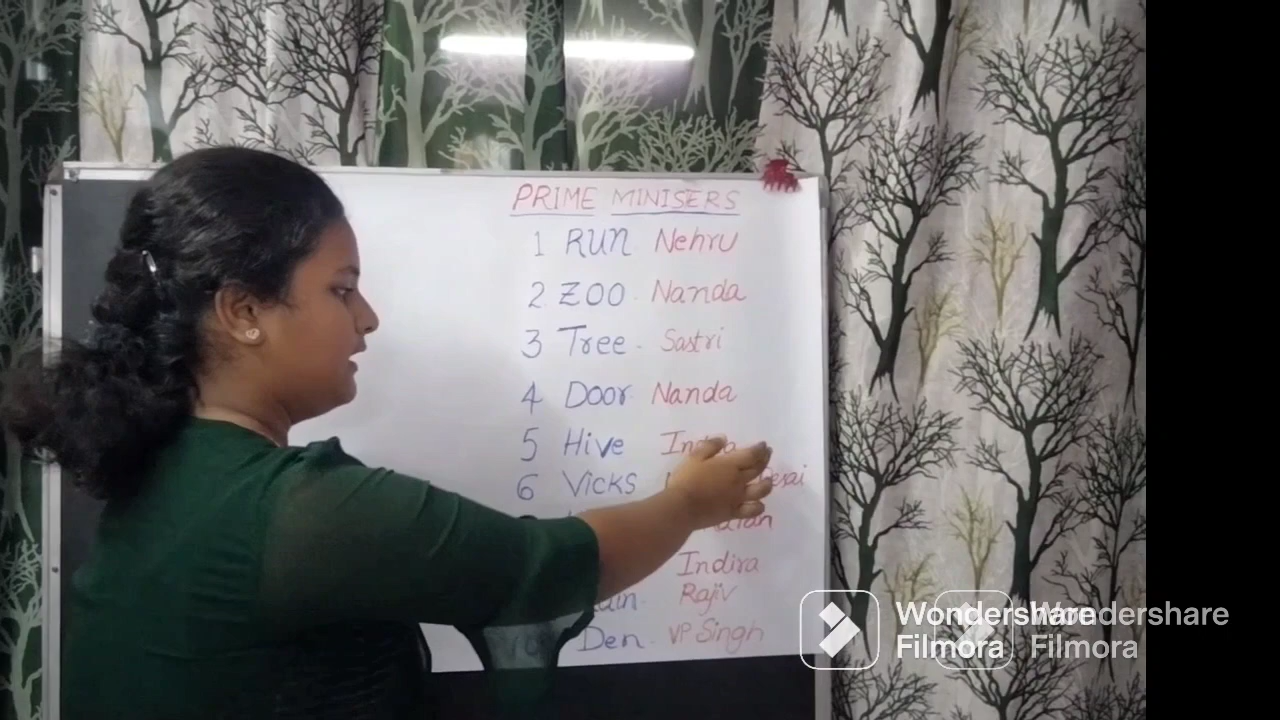 PRIME MINISERS
1 RUN Nehru
2 ZOO Nanda
3 Tree Sastri
4 Door Nanda
5 Hive
6 Vicks
Indira
Rajiv
Den VP Singh
Wondershare Filmora
Wondershare Filmora